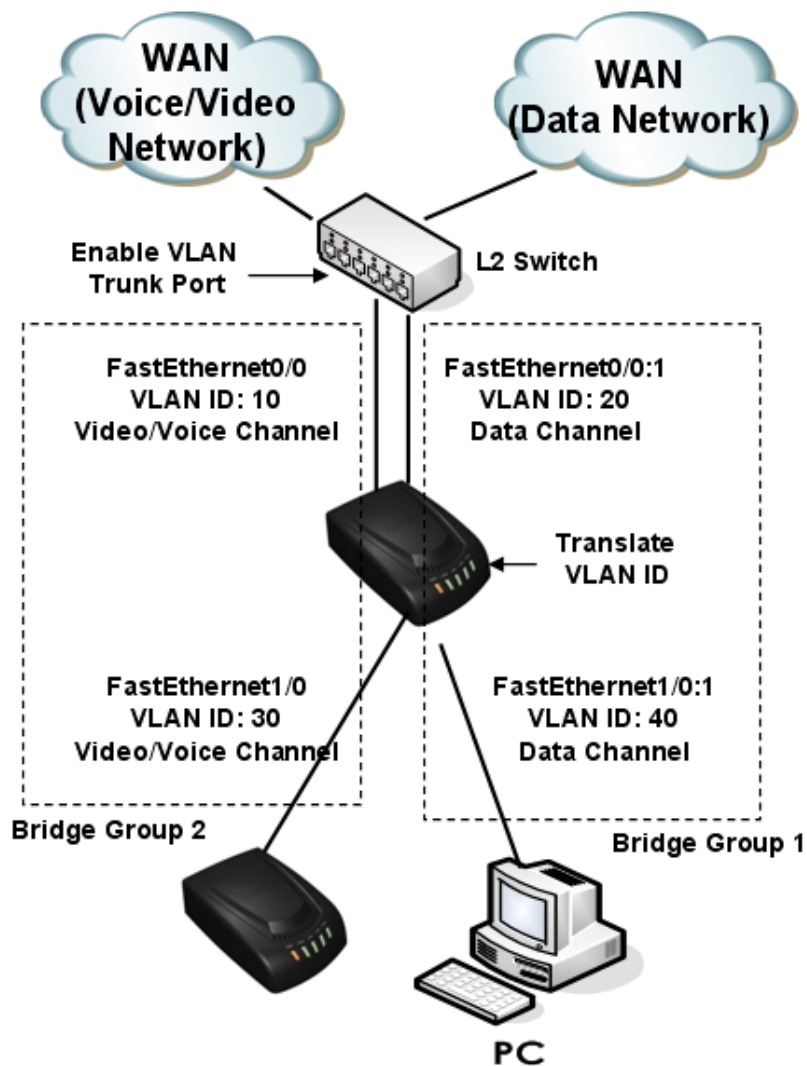 WAN
(Voice/Video
Network)
WAN
(Data Network)
Enable VLAN
Trunk Port
L2 Switch
FastEthernet0/0
VLAN ID: 10
Video/Voice Channel
FastEthernet0/0:1
VLAN ID: 20
Data Channel
Translate
VLAN ID
FastEthernet1/0
VLAN ID: 30
Video/Voice Channel
FastEthernet1/0:1
VLAN ID: 40
Data Channel
Bridge Group 2
Bridge Group 1
PC